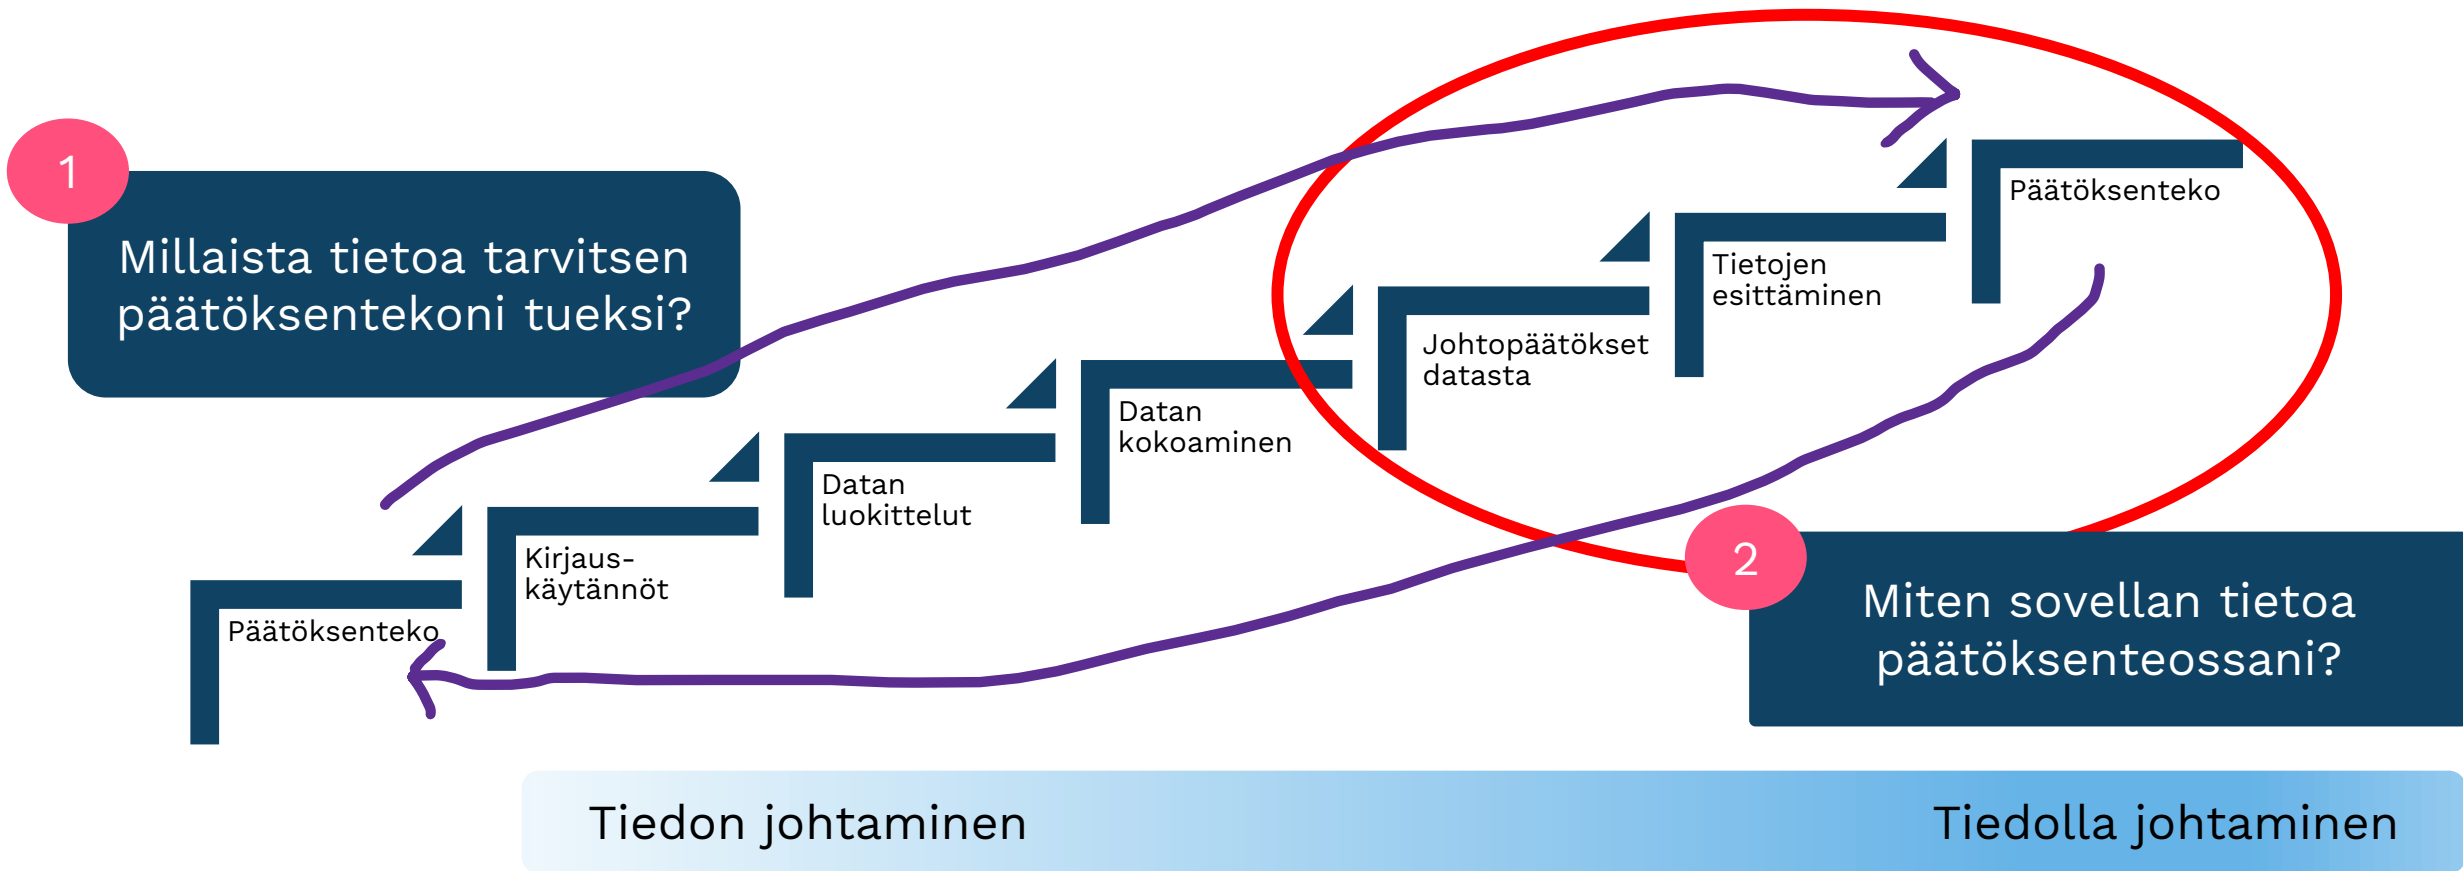 1
Millaista tietoa tarvitsen
päätöksentekoni tueksi?
Päätöksenteko
Kirjaus-
käytännöt
Datan
luokittelut
Datan
kokoaminen
Johtopäätökset
datasta
Tietojen
esittäminen
Päätöksenteko
2
Miten sovellan tietoa
päätöksenteossani?
Tiedon johtaminen
Tiedolla johtaminen